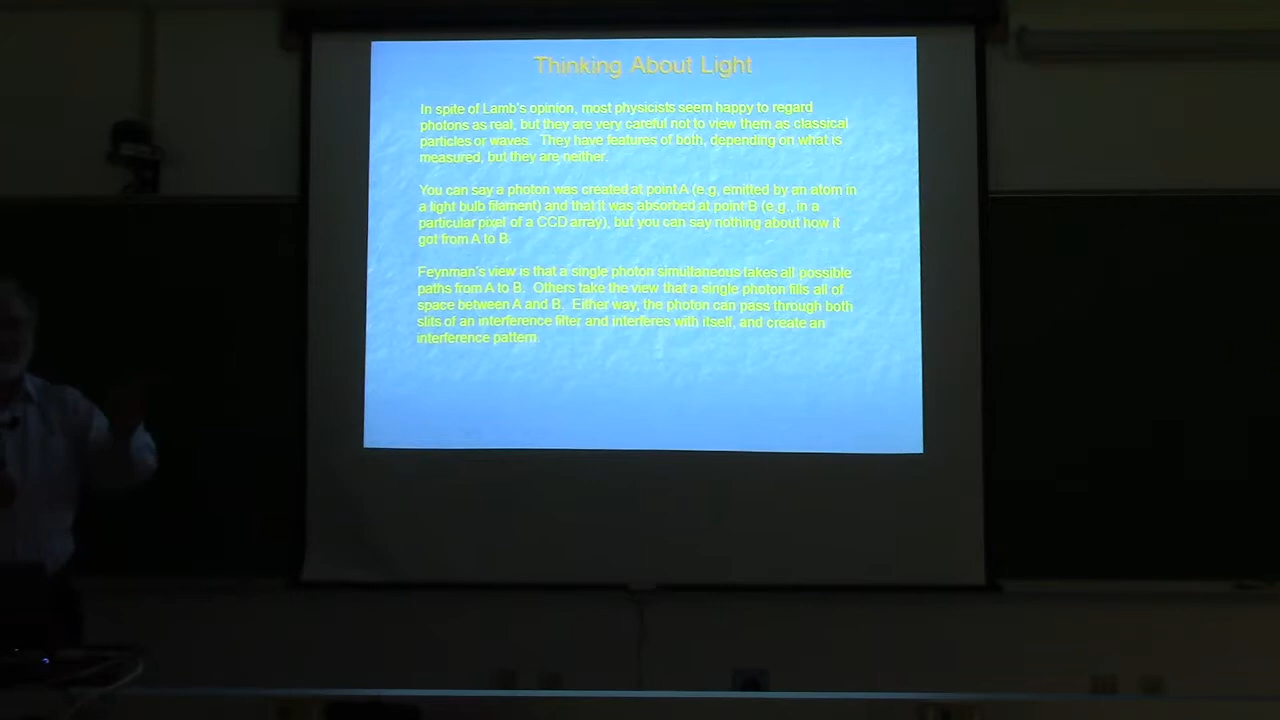 Thinking About Light
In spite of Lamb's opinion, most physicists seem happy to regard
photons as real, but they are very careful not to view them as classical
particles or waves. They have features of both, depending on what is
measured, but they are neither.
You can say a photon was created at point A (e.g, emitted by an atom in
a light bulb filament) and that it was absorbed at point B (e.g., in a
particular pixel of a CCD array), but you can say nothing about how it
got from A to B.
Feynman's view is that a single photon simultaneous takes all possible
paths from A to B. Others take the view that a single photon fills all of
space between A and B. Either way, the photon can pass through both
slits of an interference filter and interferes with itself, and create an
interference pattern.